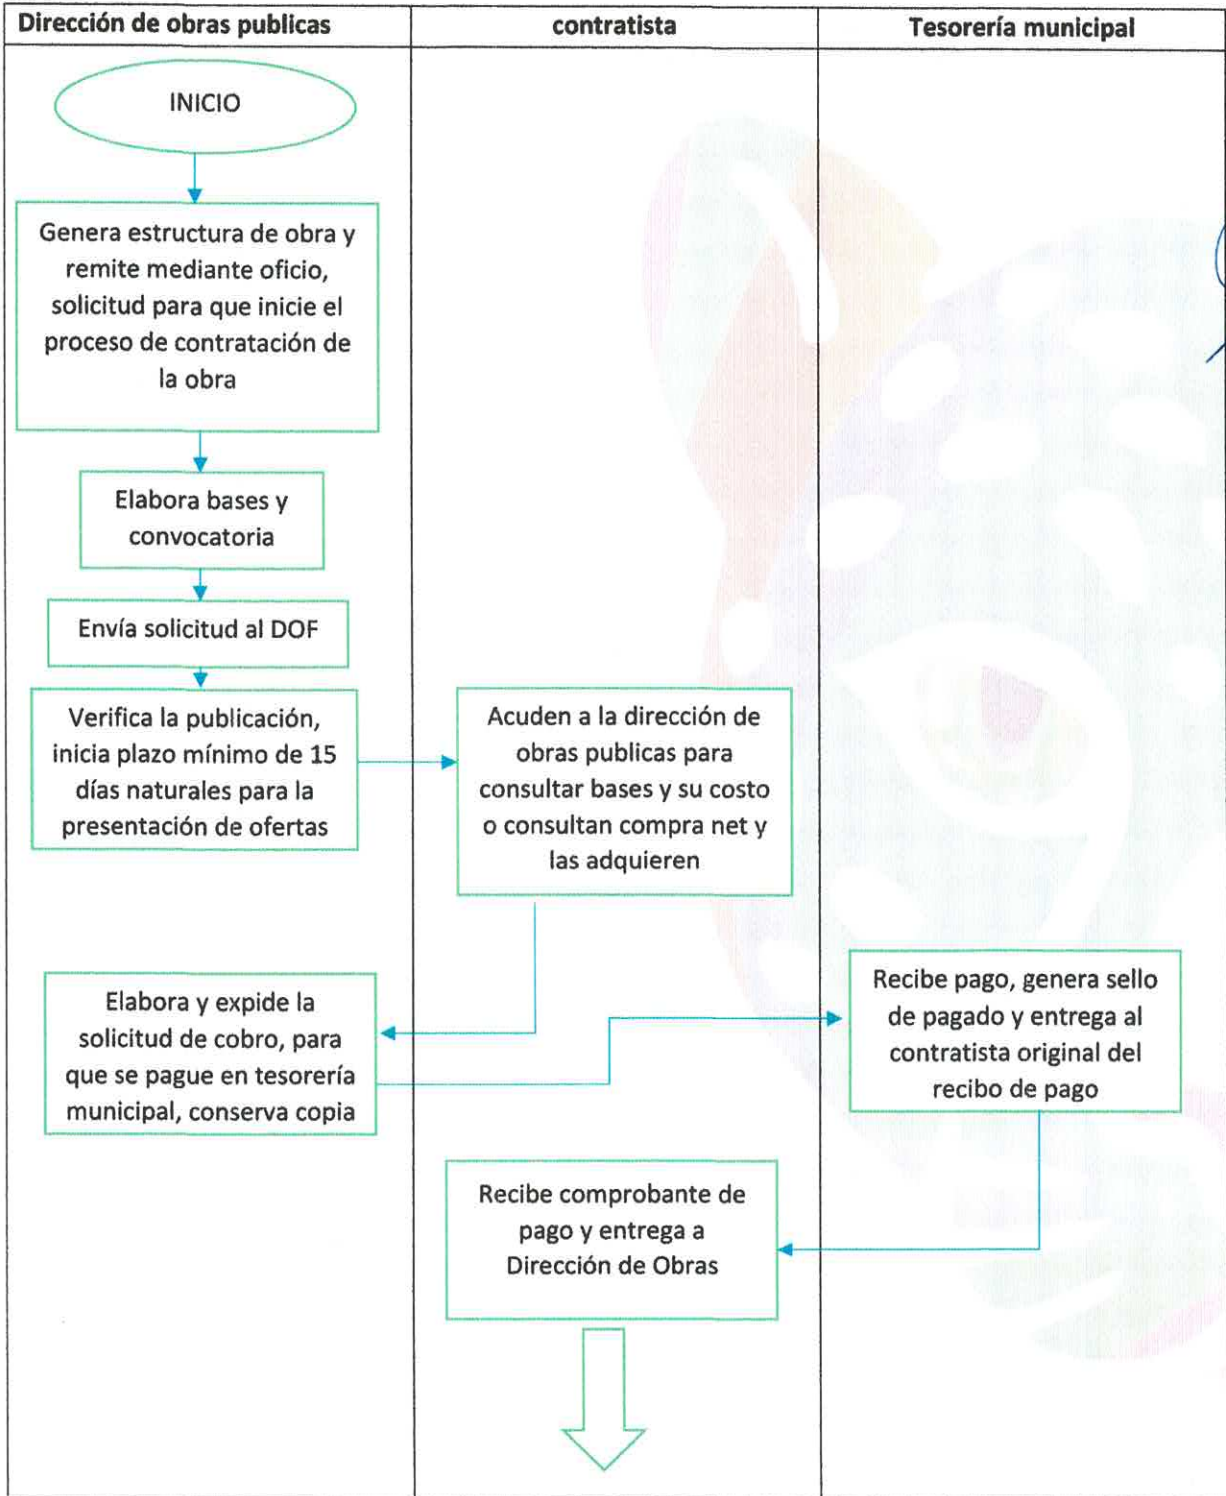 Dirección de obras publicas
contratista
Tesorería municipal
INICIO
Genera estructura de obra y
remite mediante oficio,
solicitud para que inicie el
proceso de contratación de
la obra
Elabora bases y
convocatoria
Envía solicitud al DOF
Verifica la publicación,
inicia plazo mínimo de 15
días naturales para la
presentación de ofertas
Acuden a la dirección de
obras publicas para
consultar bases y su costo
o consultan compra net y
las adquieren
Elabora y expide la
solicitud de cobro, para
que se pague en tesorería
municipal, conserva copia
Recibe pago, genera sello
de pagado y entrega al
contratista original del
recibo de pago
Recibe comprobante de
pago y entrega a
Dirección de Obras